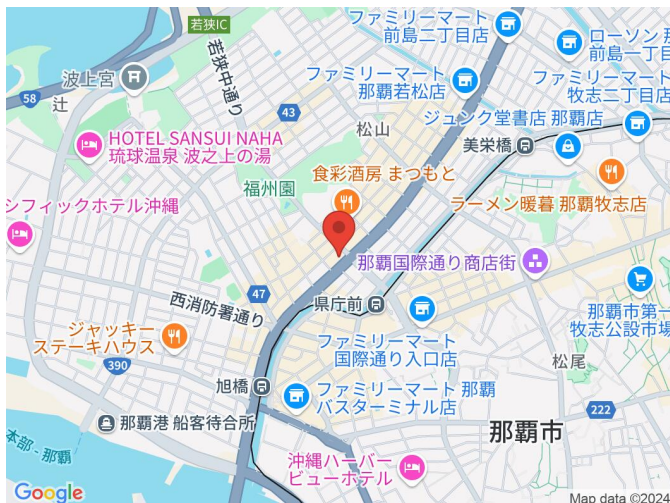 ファミリーマート
前島二丁目店
若狭IC
ローソン 那
前島一丁目
若狭中通り
波上宮
ファミリーマート
那覇若松店
ファミリーマート
牧志二丁目店
58
辻
43
松山
ジュンク堂書店 那覇店
HOTEL SANSUI NAHA
琉球温泉 波之上の湯
美栄橋
食彩酒房 まつもと
福州園
シフィックホテル沖縄
ラーメン暖暮 那覇牧志店
那覇国際通り商店街
47
県庁前
西消防署通り
那覇市第一
牧志公設市場
ジャッキー
ステーキハウス
ファミリーマート
国際通り入口店
松尾
390
旭橋
ファミリーマート 那覇
バスターミナル店
222
那覇港 船客待合所
那覇市
本部 - 那覇
沖縄ハーバー
ビューホテル
Google
Map data ©2024